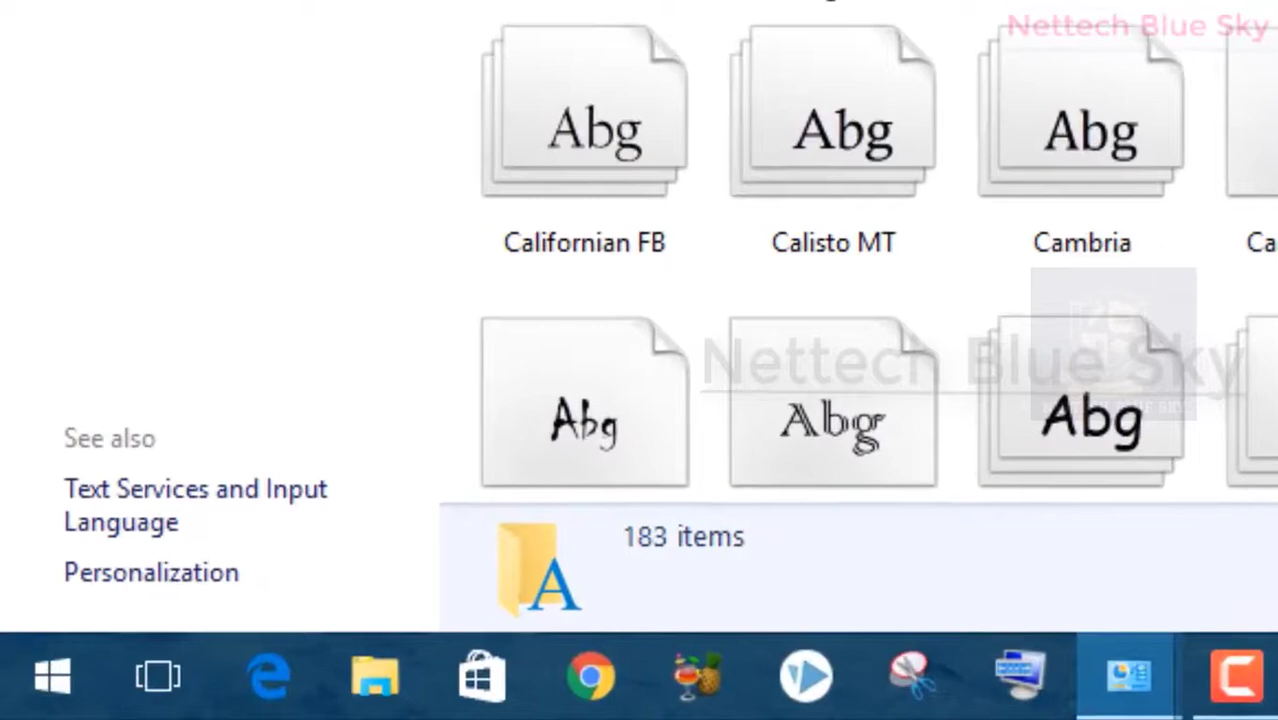 Nettech Blue Sky
Abg Abg Abg
Californian FB Calisto MT Cambria Ca
Nettech Blue Sky
Abg Abg Abg
See also
Text Services and Input
Language
Personalization
183 items
A